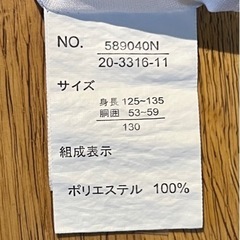 NO. 589040N
20-3316-11
サイズ
身長 125~135
胴囲 53~59
130
組成表示
ポリエステル 100%